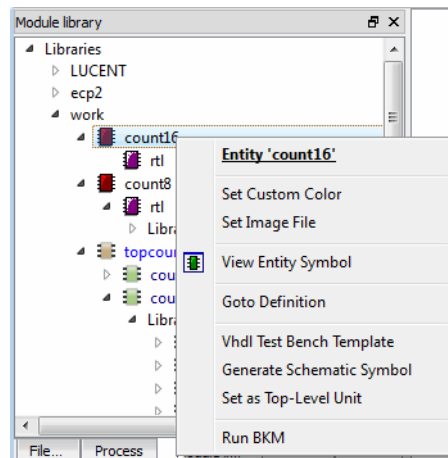 Module library
Libraries
LUCENT
ecp2
work
count16
rtl
count8
rtl
Libra
topcour
cou
cou
Libra
Entity 'count16'
Set Custom Color
Set Image File
View Entity Symbol
Goto Definition
Vhdl Test Bench Template
Generate Schematic Symbol
Set as Top-Level Unit
Run BKM
File...
Process